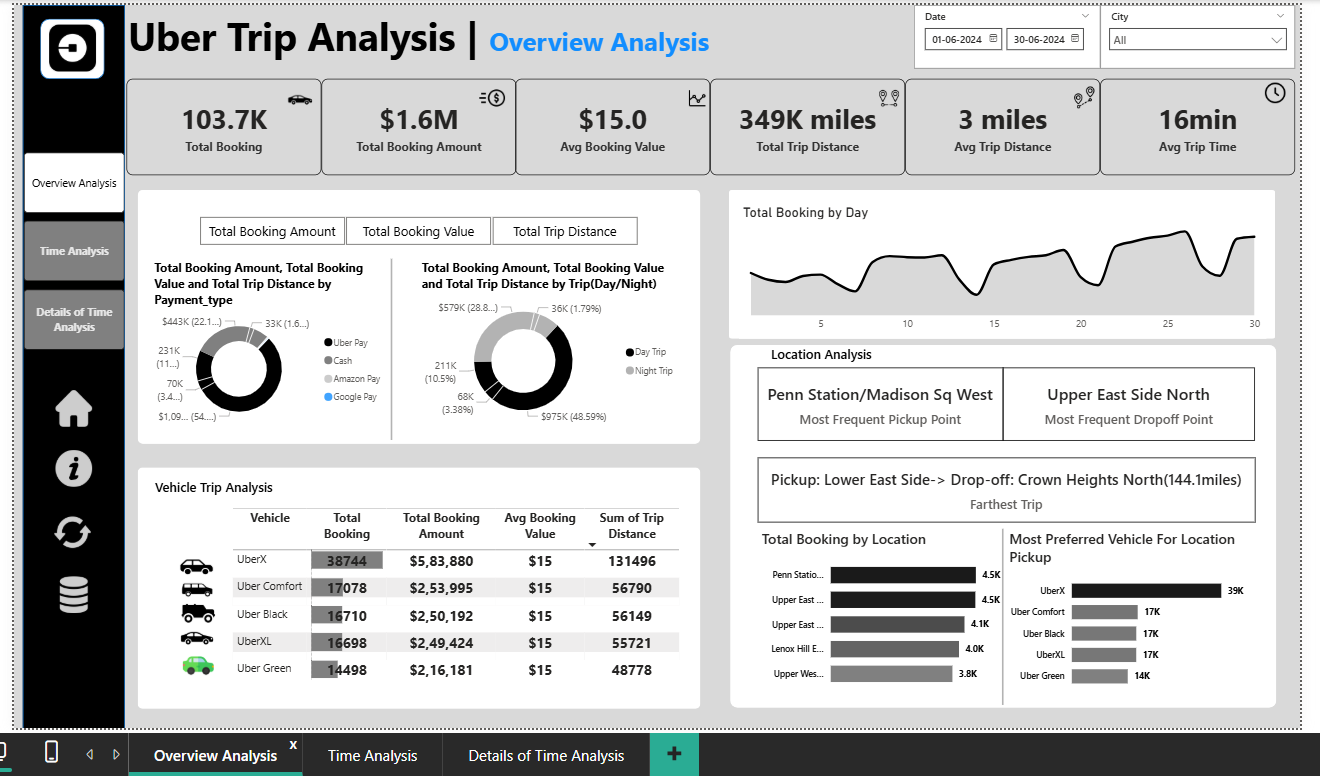 Uber Trip Analysis | Overview Analysis
Date
01-06-2024
30-06-2024
City
All
103.7K
Total Booking
$1.6M
Total Booking Amount
$15.0
Avg Booking Value
349K miles
Total Trip Distance
3 miles
Avg Trip Distance
16min
Avg Trip Time
Overview Analysis
Time Analysis
Details of Time
Analysis
Total Booking Amount
Total Booking Value
Total Trip Distance
Total Booking Amount, Total Booking
Value and Total Trip Distance by
Payment_type
$443K (22.1...)
33K (1.6...)
231K
(11...)
70K
(3.4...)
$1,09... (54....)
Uber Pay
Cash
Amazon Pay
Google Pay
Total Booking Amount, Total Booking Value
and Total Trip Distance by Trip(Day/Night)
$579K (28.8...)
36K (1.79%)
211K
(10.5%)
68K
(3.38%)
$975K (48.59%)
Day Trip
Night Trip
Total Booking by Day
5 10 15 20 25 30
Location Analysis
Penn Station/Madison Sq West
Most Frequent Pickup Point
Upper East Side North
Most Frequent Dropoff Point
Pickup: Lower East Side-> Drop-off: Crown Heights North(144.1miles)
Farthest Trip
Vehicle Trip Analysis
Vehicle Total Booking Total Booking Amount Avg Booking Value Sum of Trip Distance
UberX 38744 $5,83,880 $15 131496
Uber Comfort 17078 $2,53,995 $15 56790
Uber Black 16710 $2,50,192 $15 56149
UberXL 16698 $2,49,424 $15 55721
Uber Green 14498 $2,16,181 $15 48778
Total Booking by Location
Penn Statio... 4.5K
Upper East ... 4.5K
Upper East ... 4.1K
Lenox Hill E... 4.0K
Upper Wes... 3.8K
Most Preferred Vehicle For Location
Pickup
UberX 39K
Uber Comfort 17K
Uber Black 17K
UberXL 17K
Uber Green 14K
Overview Analysis x
Time Analysis
Details of Time Analysis
+